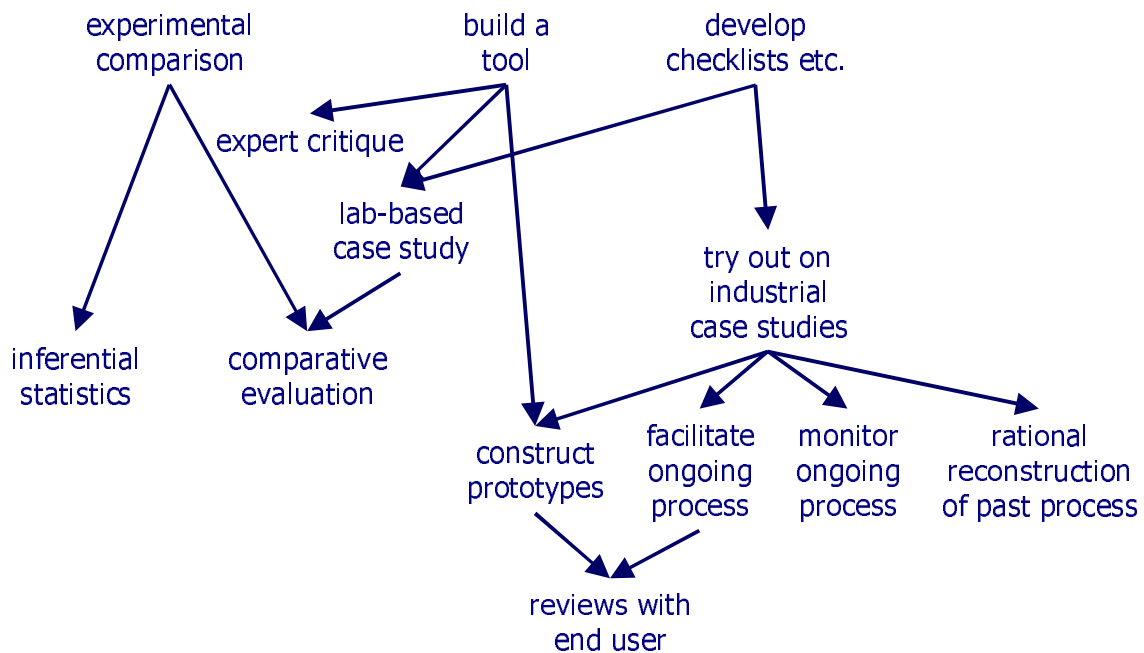 experimental
comparison
build a
tool
develop
checklists etc.
expert critique
lab-based
case study
try out on
industrial
case studies
inferential
statistics
comparative
evaluation
construct
prototypes
facilitate
ongoing
process
monitor
ongoing
process
rational
reconstruction
of past process
reviews with
end user